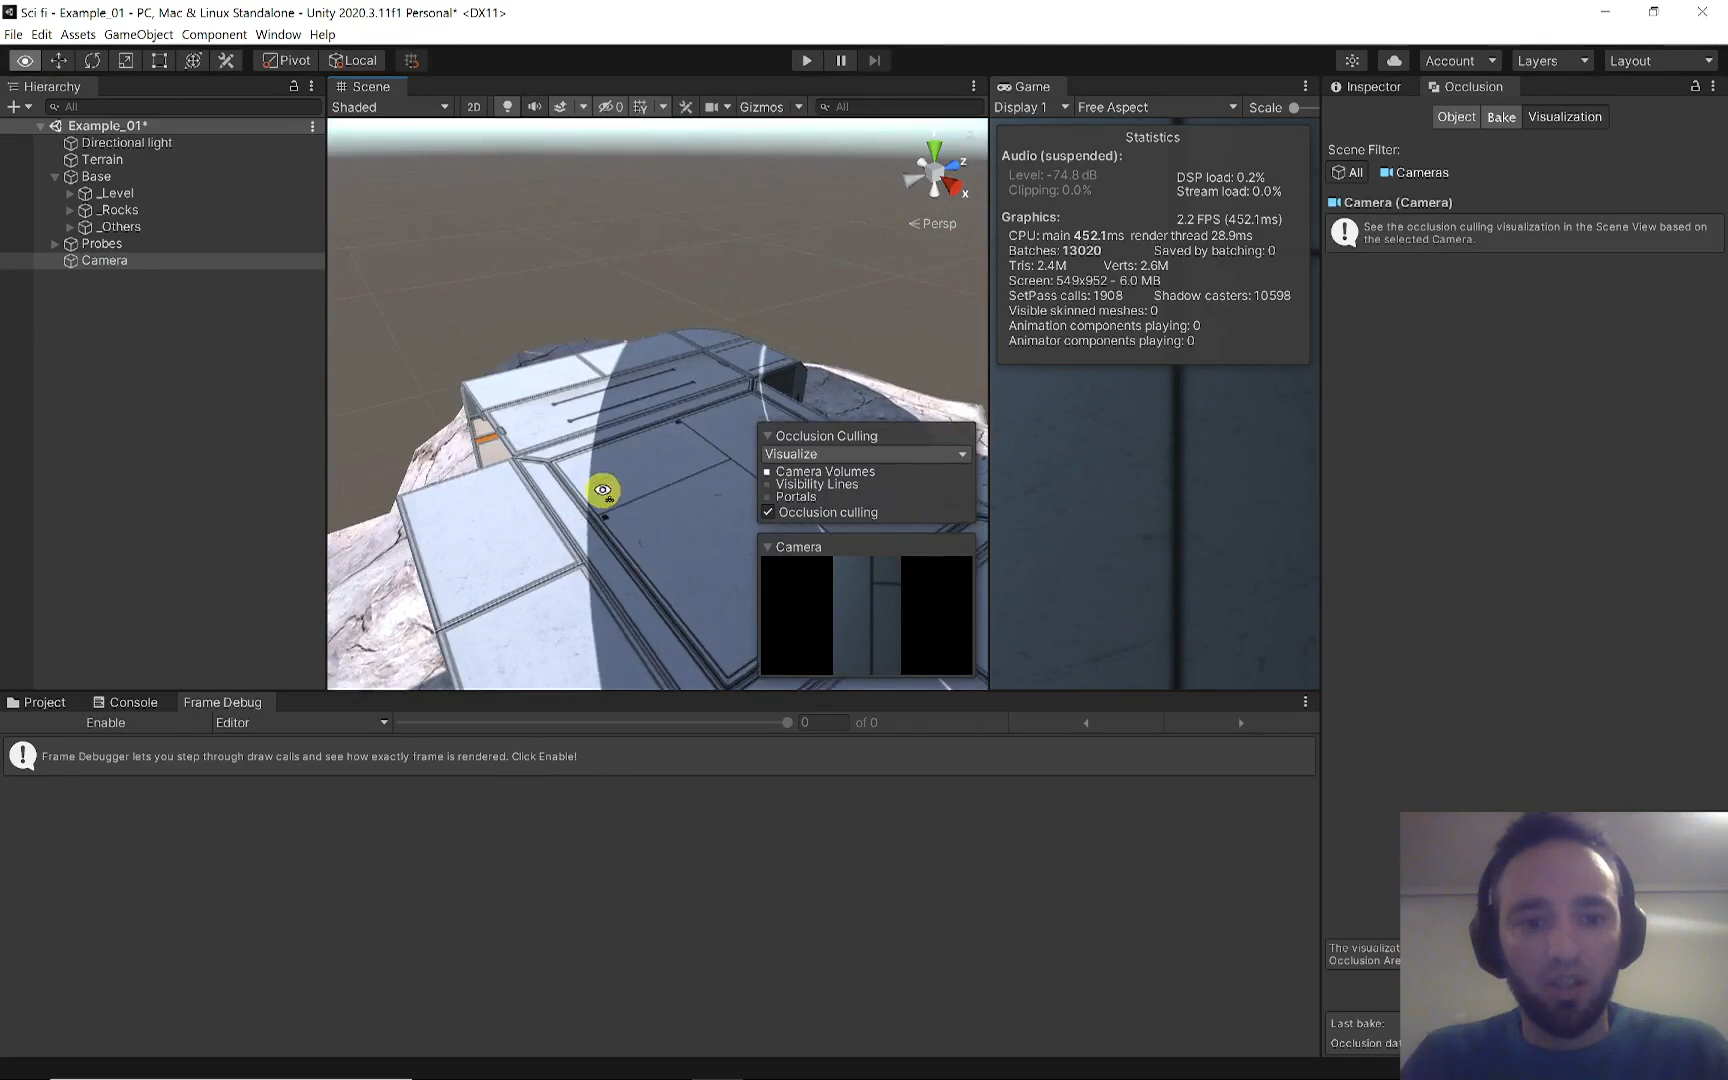 Sci fi - Example_01 - PC, Mac & Linux Standalone - Unity 2020.3.11f1 Personal* <DX11>
File Edit Assets GameObject Component Window Help
Pivot Local Account Layers Layout
Hierarchy
All
Example_01*
Directional light
Terrain
Base
_Level
_Rocks
_Others
Probes
Camera
Scene
Shaded 2D 0 Gizmos All
z
x
Persp
Occlusion Culling
Visualize
Camera Volumes
Visibility Lines
Portals
Occlusion culling
Camera
Game
Display 1 Free Aspect Scale
Statistics
Audio (suspended):
Level: -74.8 dB DSP load: 0.2%
Clipping: 0.0% Stream load: 0.0%
Graphics: 2.2 FPS (452.1ms)
CPU: main 452.1ms render thread 28.9ms
Batches: 13020 Saved by batching: 0
Tris: 2.4M Verts: 2.6M
Screen: 549x952 - 6.0 MB
SetPass calls: 1908 Shadow casters: 10598
Visible skinned meshes: 0
Animation components playing: 0
Animator components playing: 0
Inspector Occlusion
Object Bake Visualization
Scene Filter:
All Cameras
Camera (Camera)
See the occlusion culling visualization in the Scene View based on
the selected Camera.
The visualizat
Occlusion Are
Last bake:
Occlusion dat
Project Console Frame Debug
Enable Editor 0 of 0
Frame Debugger lets you step through draw calls and see how exactly frame is rendered. Click Enable!